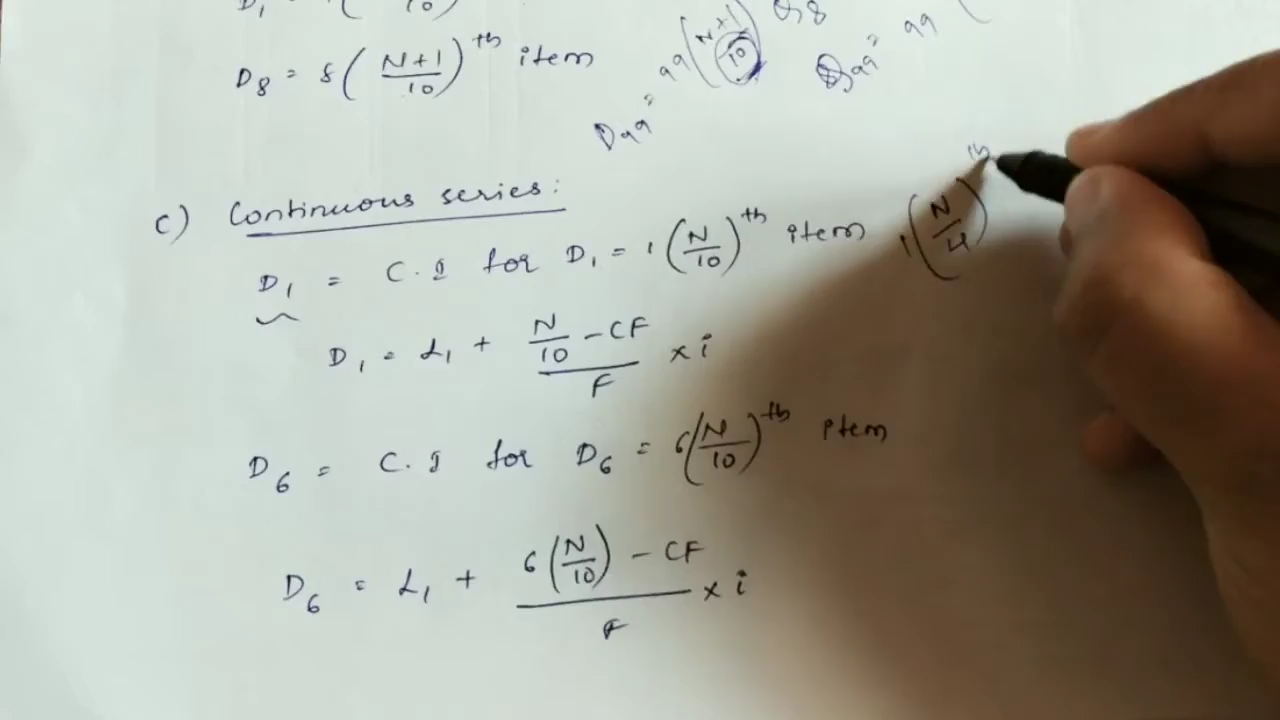 D₈ = 8 ( N+1 / 10 )ᵗʰ item
D99 = 99 ( N+1 / 10 )
99 = 99 (
c) Continuous series:
D₁ = C.I for D₁ = 1 ( N / 10 )ᵗʰ item 1 ( N / 4 )ᵗʰ
D₁ = L₁ + N/10 - CF / F × i
D₆ = C.I for D₆ = 6 ( N / 10 )ᵗʰ item
D₆ = L₁ + 6 ( N / 10 ) - CF / F × i